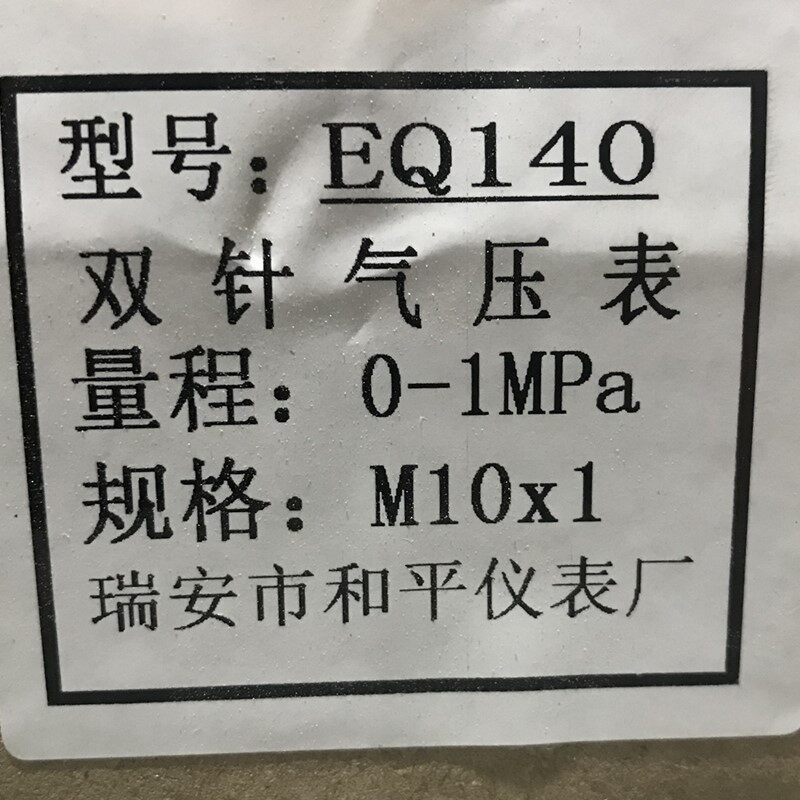 型号：EQ140
双针气压表
量程：0-1MPa
规格：M10x1
瑞安市和平仪表厂